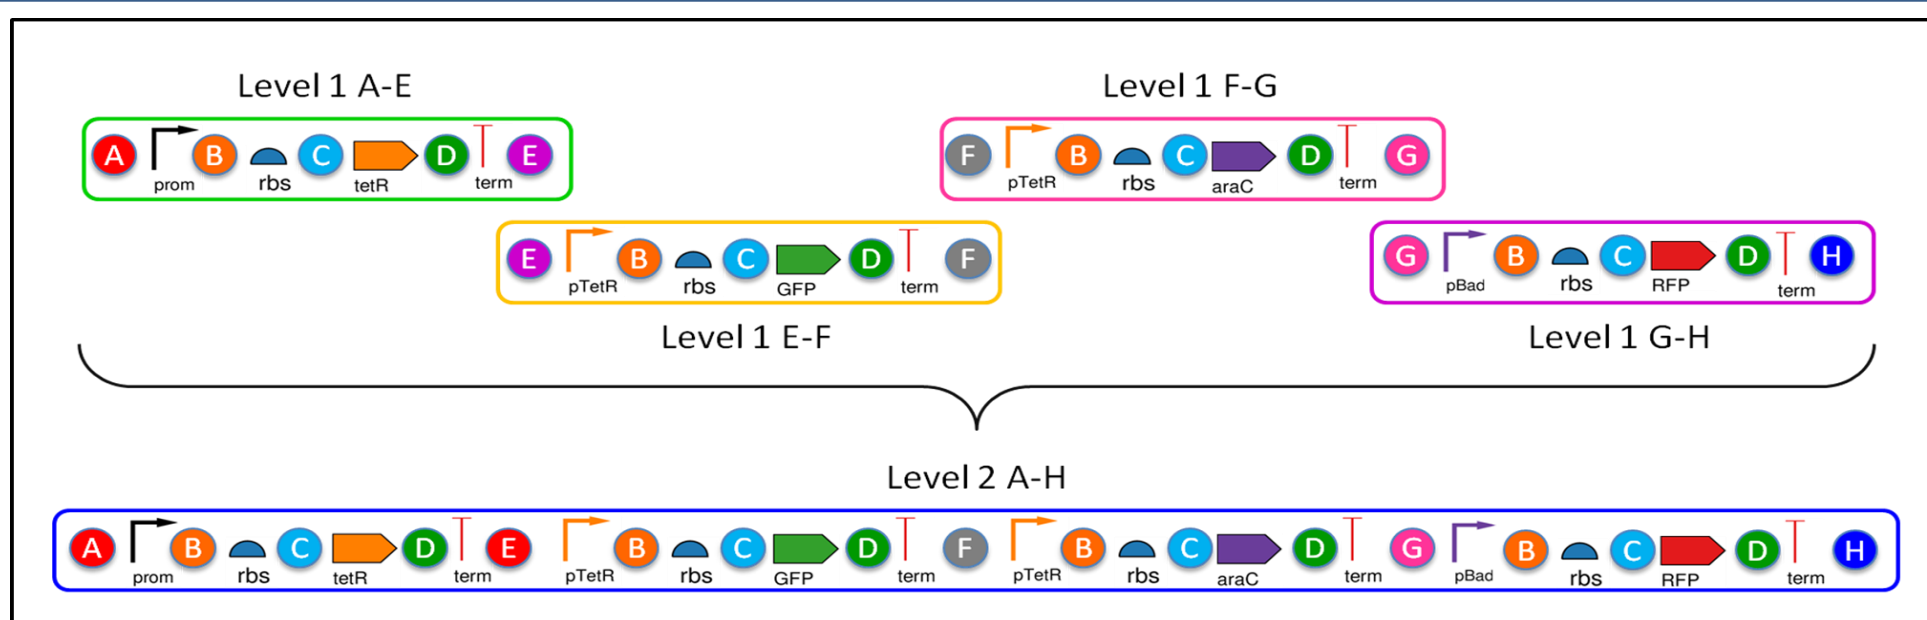 Level 1 A-E
Level 1 F-G
A B C D E
prom rbs tetR term
F B C D G
pTetR rbs araC term
E B C D F
pTetR rbs GFP term
G B C D H
pBad rbs RFP term
Level 1 E-F
Level 1 G-H
Level 2 A-H
A B C D E B C D F B C D G B C D H
prom rbs tetR term pTetR rbs GFP term pTetR rbs araC term pBad rbs RFP term